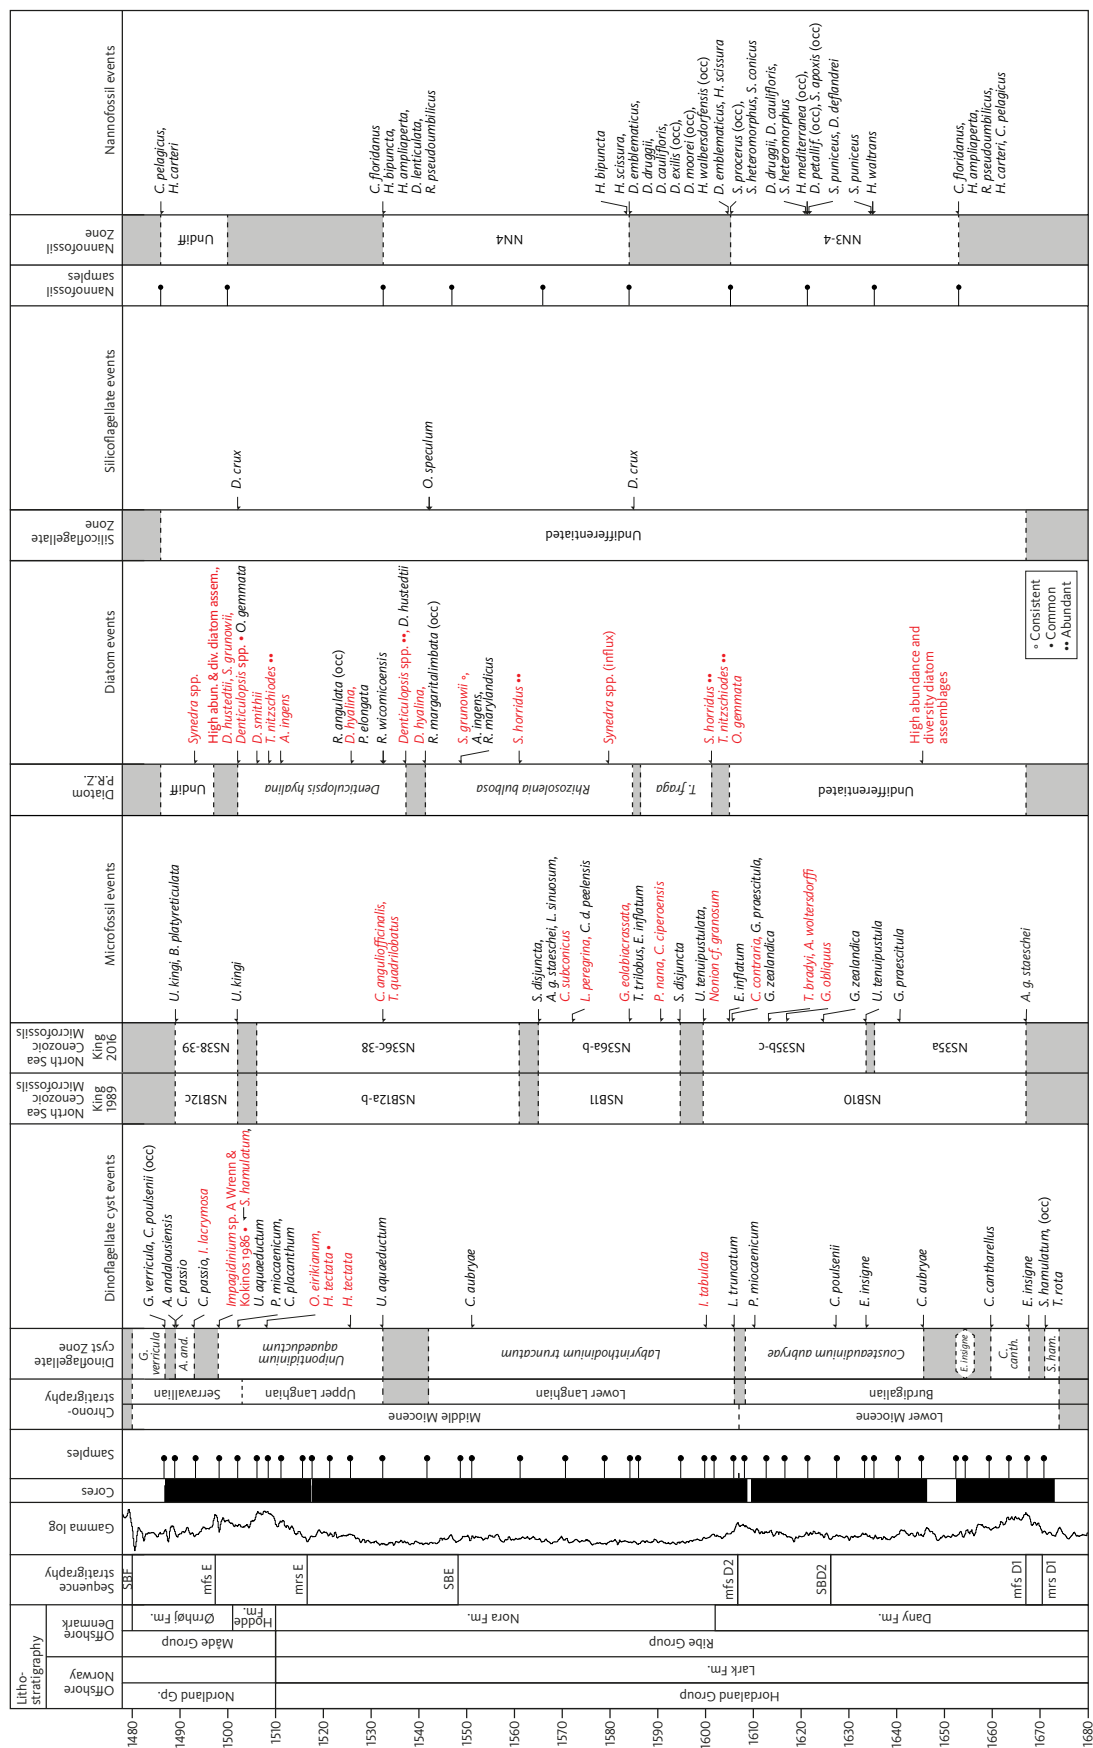 Nannofossil events
C. pelagicus,
H. carteri
C. floridanus
H. bipuncta,
H. ampliaperta,
D. lenticulata,
R. pseudoumbilicus
H. bipuncta
H. scissura,
D. emblematicus,
D. druggii,
D. caulifloris,
D. exilis (occ),
D. moorei (occ),
H. walbersdorfensis (occ)
D. emblematicus, H. scissura
S. procerus (occ),
S. heteromorphus, S. conicus
D. druggii, D. caulifloris,
S. heteromorphus
H. mediterranea (occ),
D. petallif. (occ), S. apoxis (occ)
S. puniceus, D. deflandrei
S. puniceus
H. waltrans
C. floridanus,
H. ampliaperta,
R. pseudoumbilicus,
H. carteri, C. pelagicus
Nannofossil
Zone
Undiff
NN4
NN3-4
Nannofossil
samples
Silicoflagellate events
D. crux
O. speculum
D. crux
Silicoflagellate
Zone
Undifferentiated
Diatom events
Synedra spp.
High abun. & div. diatom assem.,
D. hustedtii, S. grunowii,
Denticulopsis spp. • O. gemmata
D. smithii
T. nitzschiodes ••
A. ingens
R. angulata (occ)
D. hyalina,
P. elongata
R. wicomicoensis
Denticulopsis spp. ••, D. hustedtii
D. hyalina,
R. margaritalimbata (occ)
S. grunowii °,
A. ingens,
R. marylandicus
S. horridus ••
Synedra spp. (influx)
S. horridus ••
T. nitzschiodes ••
O. gemmata
High abundance and
diversity diatom
assemblages
° Consistent
• Common
•• Abundant
Diatom
P.R.Z.
Undiff
Denticulopsis hyalina
Rhizosolenia bulbosa
T. fraga
Undifferentiated
Microfossil events
U. kingi, B. platyreticulata
U. kingi
C. anguliofficinalis,
T. quadrilobatus
S. disjuncta,
A. g. staeschei, L. sinuosum,
C. subconicus
L. peregrina, C. d. peelensis
G. eolabiacrassata,
T. trilobus, E. inflatum
P. nana, C. ciperoensis
S. disjuncta
U. tenuipustulata,
Nonion cf. granosum
E. inflatum
C. contraria, G. praescitula,
G. zealandica
T. bradyi, A. woltersdorffi
G. obliquus
G. zealandica
U. tenuipustula
G. praescitula
A. g. staeschei
King
2016
North Sea
Cenozoic
Microfossils
NS38-39
NS36c-38
NS36a-b
NS35b-c
NS35a
King
1989
North Sea
Cenozoic
Microfossils
NSB12c
NSB12a-b
NSB11
NSB10
Dinoflagellate cyst events
G. verricula, C. poulsenii (occ)
A. andalousiensis
C. passio
C. passio, I. lacrymosa
Impagidinium sp. A Wrenn &
Kokinos 1986 • S. hamulatum,
U. aquaeductum
P. miocaenicum,
C. placanthum
O. eirikianum,
H. tectata •
H. tectata
U. aquaeductum
C. aubryae
I. tabulata
L. truncatum
P. miocaenicum
C. poulsenii
E. insigne
C. aubryae
C. cantharellus
E. insigne
S. hamulatum, (occ)
T. rota
Dinoflagellate
cyst Zone
G.
verricula
A. and.
Unipontidinium
aquaeductum
Labyrinthodinium truncatum
Cousteaudinium aubryae
E. insigne
C.
canth.
S. ham.
Chrono-
stratigraphy
Serravallian
Upper Langhian
Lower Langhian
Burdigalian
Middle Miocene
Lower Miocene
Samples
Cores
Gamma log
Sequence
stratigraphy
SBF
mfs E
mrs E
SBE
mfs D2
SBD2
mfs D1
mrs D1
Litho-
stratigraphy
Offshore
Denmark
Ørnhøj Fm.
Hodde
Fm.
Nora Fm.
Dany Fm.
Måde Group
Ribe Group
Offshore
Norway
Lark Fm.
Nordland Gp.
Hordaland Group
1480
1490
1500
1510
1520
1530
1540
1550
1560
1570
1580
1590
1600
1610
1620
1630
1640
1650
1660
1670
1680